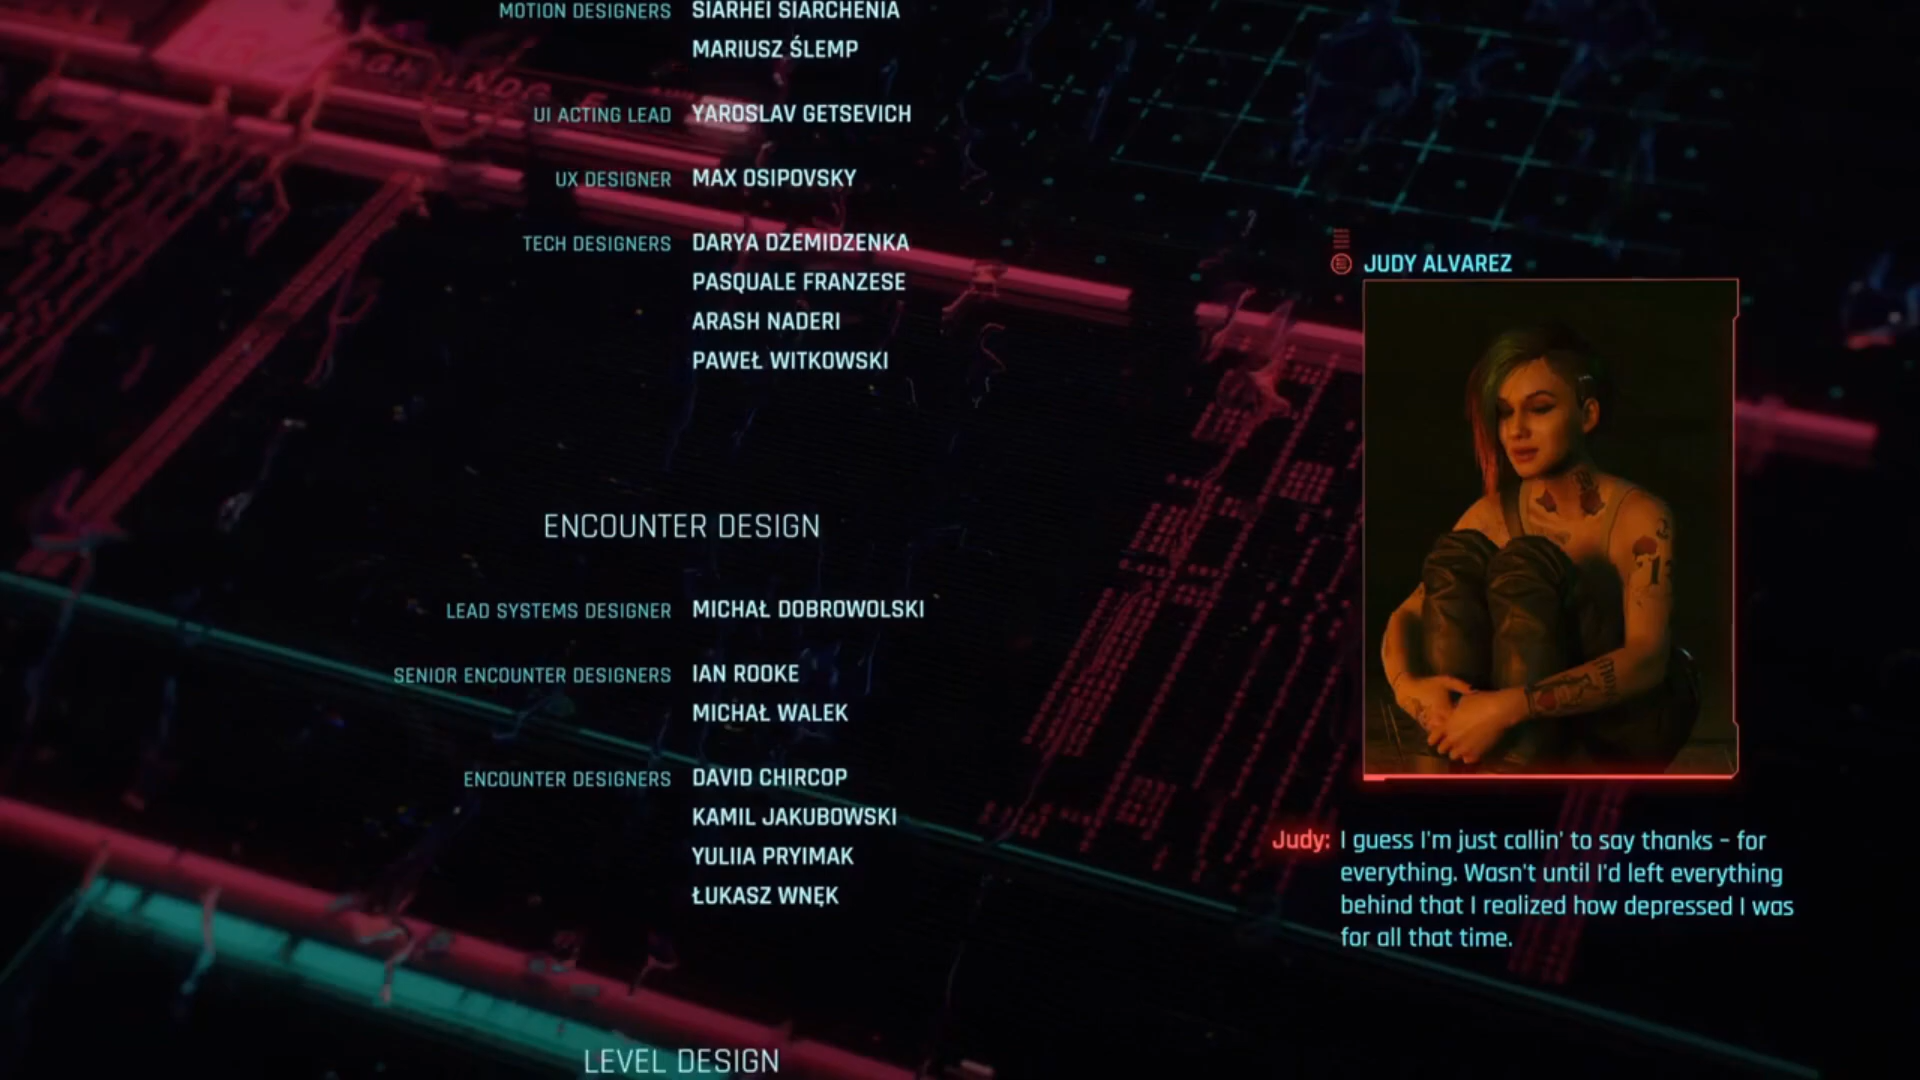 MOTION DESIGNERS SIARHEI SIARCHENIA
MARIUSZ ŚLEMP
UI ACTING LEAD YAROSLAV GETSEVICH
UX DESIGNER MAX OSIPOVSKY
TECH DESIGNERS DARYA DZEMIDZENKA
PASQUALE FRANZESE
ARASH NADERI
PAWEŁ WITKOWSKI
ENCOUNTER DESIGN
LEAD SYSTEMS DESIGNER MICHAŁ DOBROWOLSKI
SENIOR ENCOUNTER DESIGNERS IAN ROOKE
MICHAŁ WALEK
ENCOUNTER DESIGNERS DAVID CHIRCOP
KAMIL JAKUBOWSKI
YULIIA PRYIMAK
ŁUKASZ WNĘK
LEVEL DESIGN
JUDY ALVAREZ
Judy: I guess I'm just callin' to say thanks – for
everything. Wasn't until I'd left everything
behind that I realized how depressed I was
for all that time.